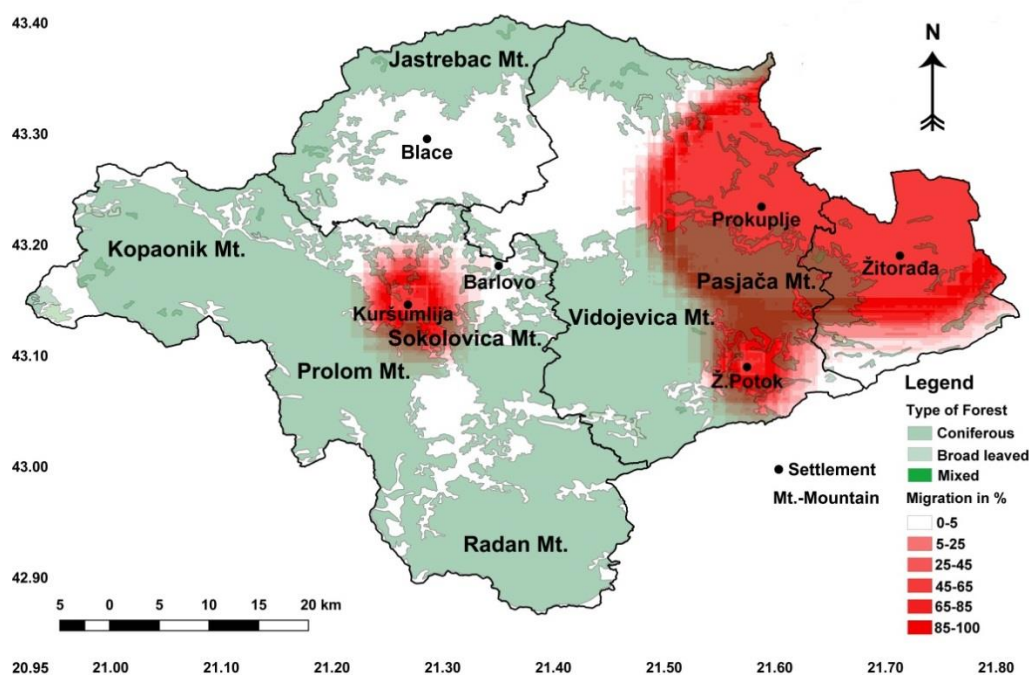 43.40
N
Jastrebac Mt.
43.30
Blace
Prokuplje
43.20
Kopaonik Mt.
Žitorađa
Barlovo
Pasjača Mt.
Kuršumlija
Vidojevica Mt.
Sokolovica Mt.
43.10
Prolom Mt.
Ž.Potok
Legend
Type of Forest
Coniferous
Broad leaved
Mixed
43.00
Settlement
Mt.-Mountain
Migration in %
0-5
5-25
25-45
45-65
65-85
85-100
Radan Mt.
42.90
5 0 5 10 15 20 km
20.95 21.00 21.20 21.30 21.40 21.50 21.60 21.70 21.80